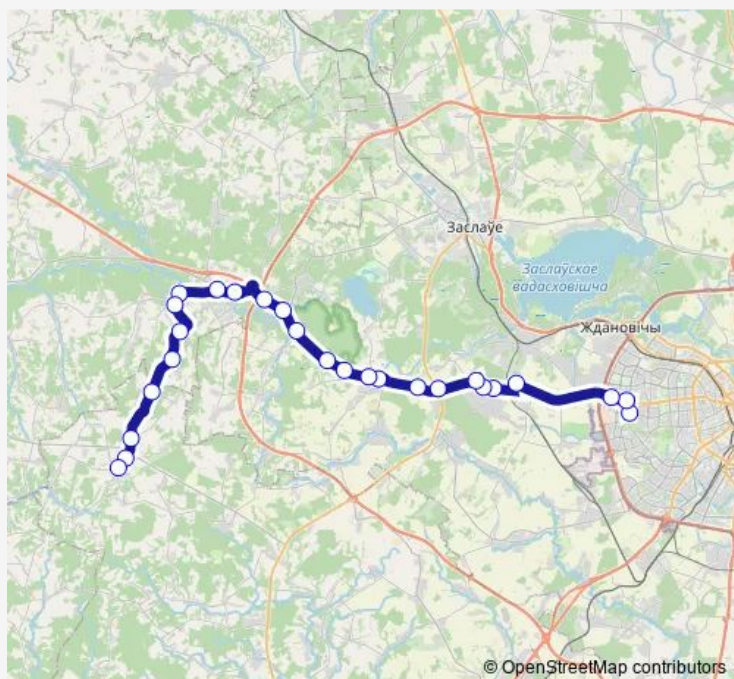 Заслаўе
Заслаўскае
вадасховішча
Ждановічы
© OpenStreetMap contributors